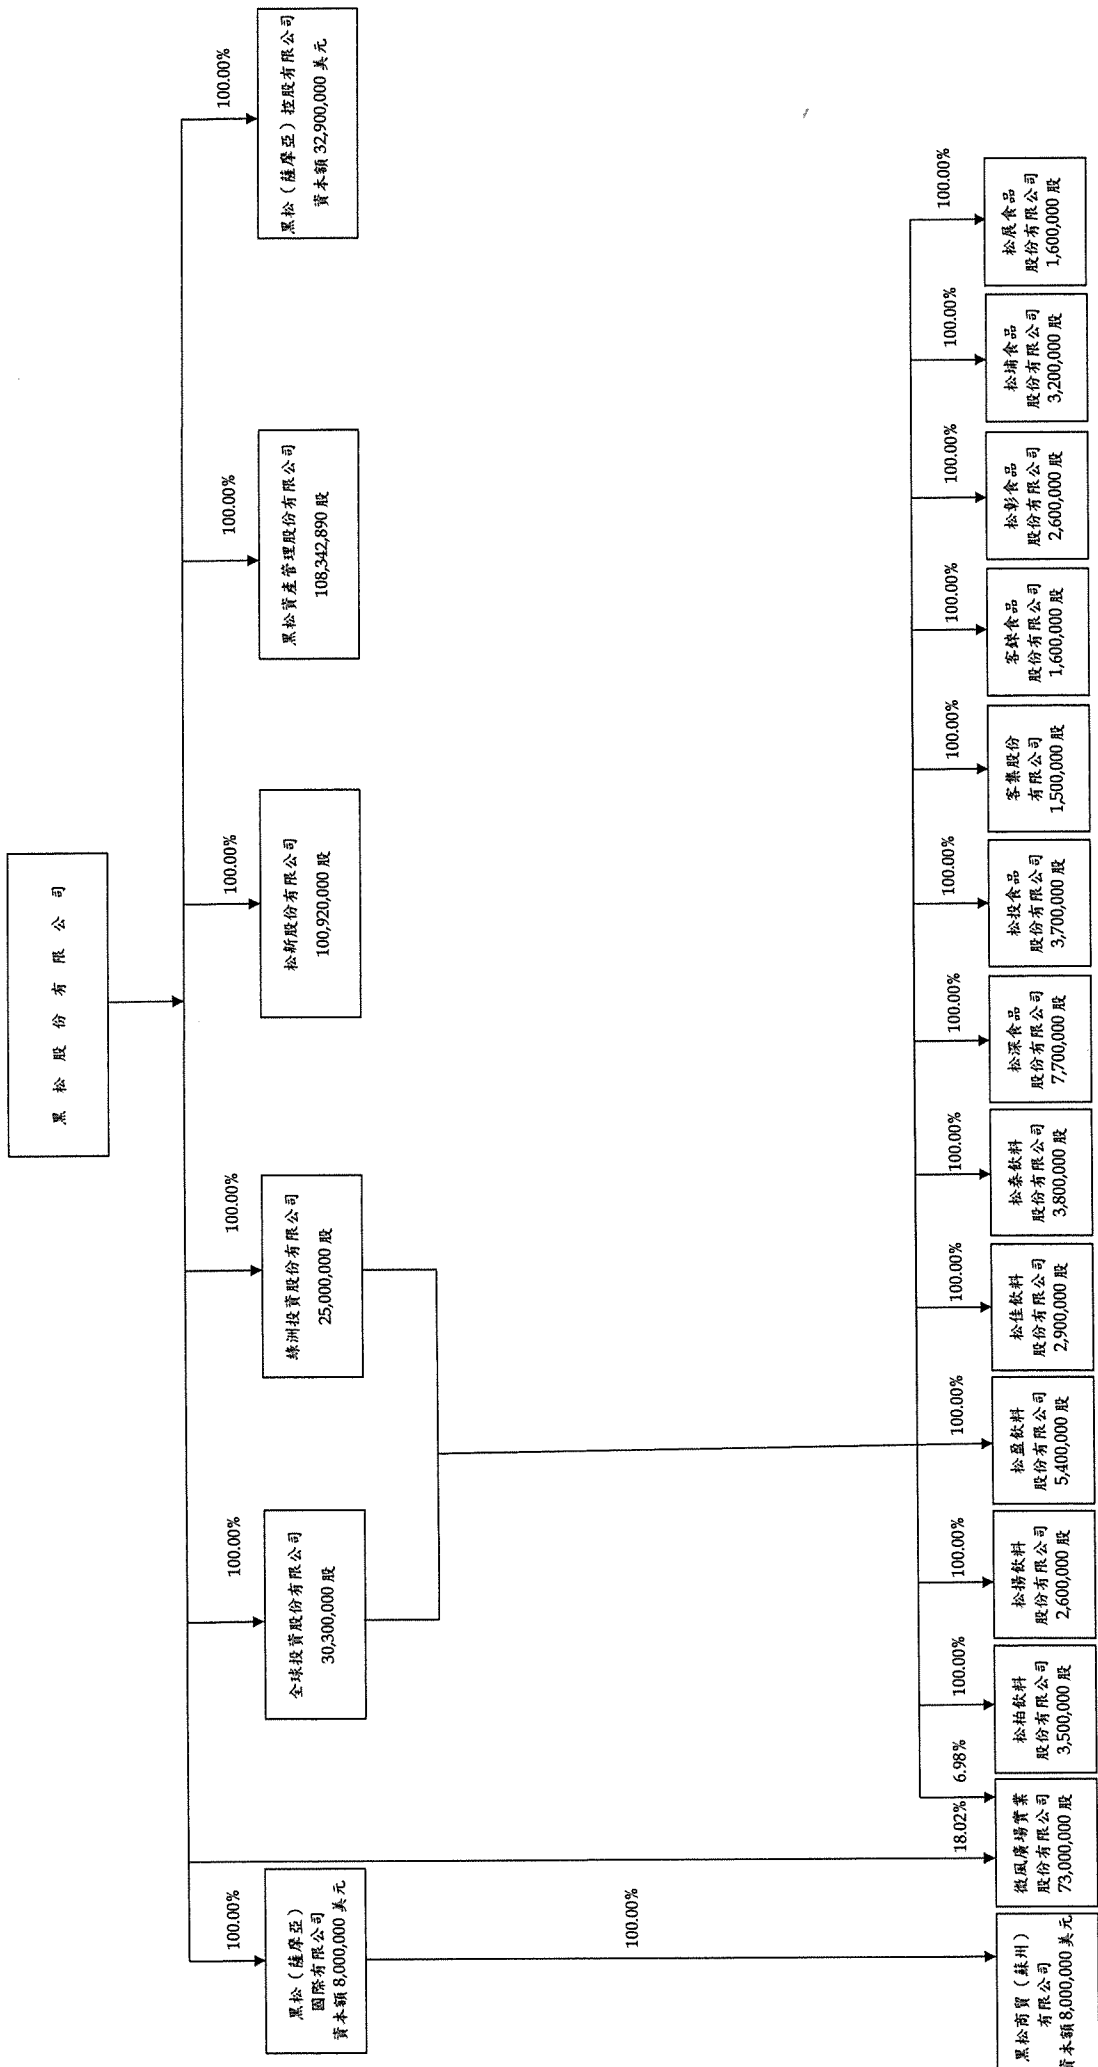 黑松股份有限公司
100.00%
黑松（薩摩亞）
國際有限公司
資本額 8,000,000 美元
100.00%
全球投資股份有限公司
30,300,000 股
100.00%
綠洲投資股份有限公司
25,000,000 股
100.00%
松新股份有限公司
100,920,000 股
100.00%
黑松資產管理股份有限公司
108,342,890 股
100.00%
黑松（薩摩亞）控股有限公司
資本額 32,900,000 美元
100.00%
黑松商貿（蘇州）
有限公司
資本額 8,000,000 美元
18.02%
6.98%
微風廣場實業
股份有限公司
73,000,000 股
100.00%
松柏飲料
股份有限公司
3,500,000 股
100.00%
松揚飲料
股份有限公司
2,600,000 股
100.00%
松盈飲料
股份有限公司
5,400,000 股
100.00%
松佳飲料
股份有限公司
2,900,000 股
100.00%
松泰飲料
股份有限公司
3,800,000 股
100.00%
松深食品
股份有限公司
7,700,000 股
100.00%
松投食品
股份有限公司
3,700,000 股
100.00%
客集股份
有限公司
1,500,000 股
100.00%
客錸食品
股份有限公司
1,600,000 股
100.00%
松彰食品
股份有限公司
2,600,000 股
100.00%
松埔食品
股份有限公司
3,200,000 股
100.00%
松展食品
股份有限公司
1,600,000 股